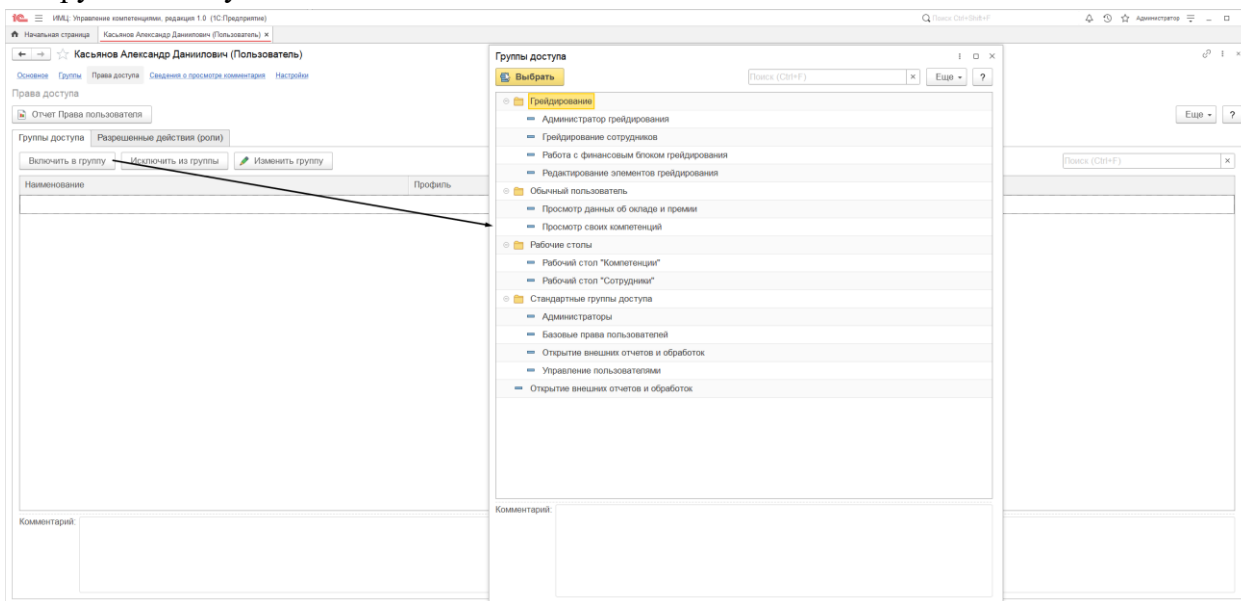 ИМЦ: Управление компетенциями, редакция 1.0 (1С:Предприятие)
Поиск Ctrl+Shift+F
Администратор
Начальная страница
Касьянов Александр Даниилович (Пользователь) ×
Касьянов Александр Даниилович (Пользователь)
Основное Группы Права доступа Сведения о просмотре комментария Настройки
Права доступа
Отчет Права пользователя
Еще ?
Группы доступа Разрешенные действия (роли)
Включить в группу Исключить из группы Изменить группу
Поиск (Ctrl+F) ×
Наименование Профиль
Комментарий:
Группы доступа
Выбрать Поиск (Ctrl+F) × Еще ?
Грейдирование
Администратор грейдирования
Грейдирование сотрудников
Работа с финансовым блоком грейдирования
Редактирование элементов грейдирования
Обычный пользователь
Просмотр данных об окладе и премии
Просмотр своих компетенций
Рабочие столы
Рабочий стол "Компетенции"
Рабочий стол "Сотрудники"
Стандартные группы доступа
Администраторы
Базовые права пользователей
Открытие внешних отчетов и обработок
Управление пользователями
Открытие внешних отчетов и обработок
Комментарий: